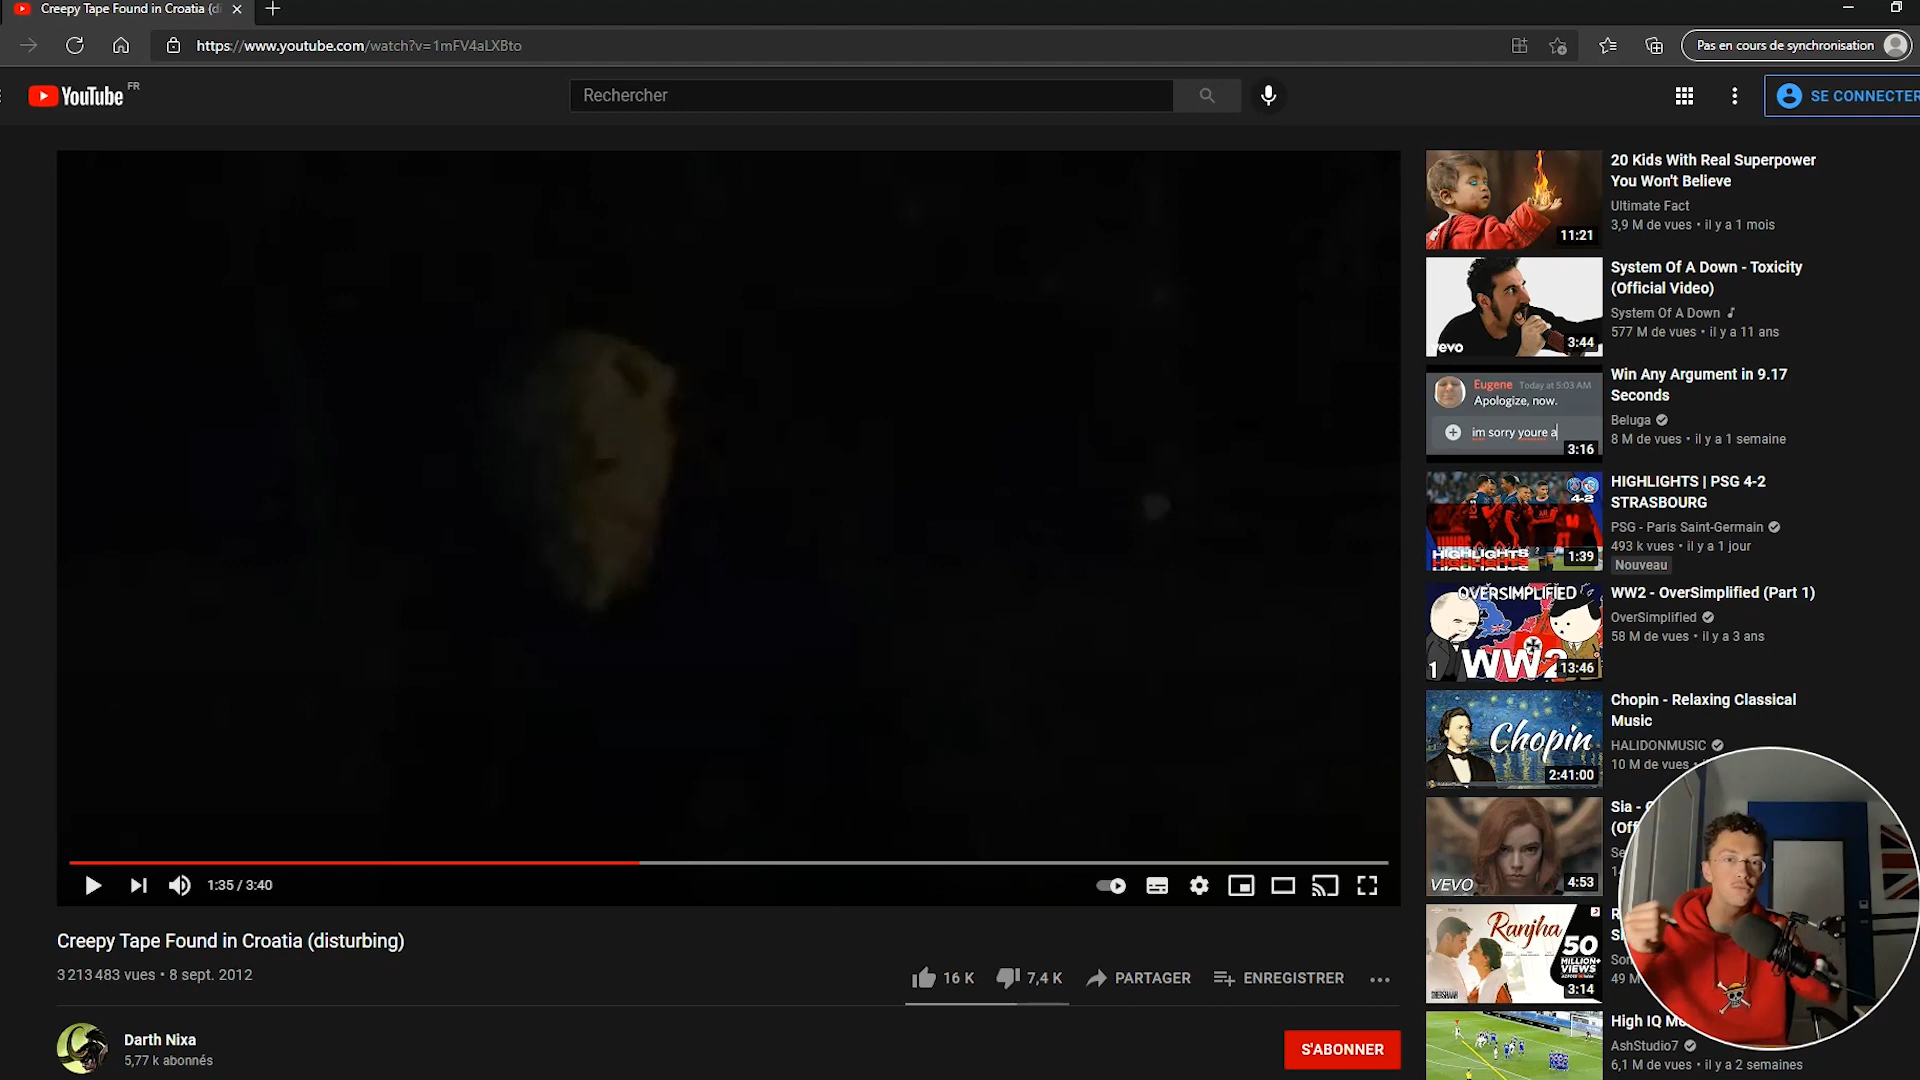 Creepy Tape Found in Croatia (di
https://www.youtube.com/watch?v=1mFV4aLXBto
Pas en cours de synchronisation
YouTube FR
Rechercher
SE CONNECTER
20 Kids With Real Superpower
You Won't Believe
Ultimate Fact
3,9 M de vues • il y a 1 mois
11:21
System Of A Down - Toxicity
(Official Video)
System Of A Down
577 M de vues • il y a 11 ans
vevo
3:44
Eugene Today at 5:03 AM
Apologize, now.
im sorry youre a
3:16
Win Any Argument in 9.17
Seconds
Beluga
8 M de vues • il y a 1 semaine
4-2
HIGHLIGHTS
1:39
HIGHLIGHTS | PSG 4-2
STRASBOURG
PSG - Paris Saint-Germain
493 k vues • il y a 1 jour
Nouveau
OVERSIMPLIFIED
1 WW2
13:46
WW2 - OverSimplified (Part 1)
OverSimplified
58 M de vues • il y a 3 ans
Chopin
2:41:00
Chopin - Relaxing Classical
Music
HALIDONMUSIC
10 M de vues •
VEVO
4:53
Sia -
(Off
Ranjha
50
MILLION+
VIEWS
3:14
49 M
High IQ Mo
AshStudio7
6,1 M de vues • il y a 2 semaines
1:35 / 3:40
Creepy Tape Found in Croatia (disturbing)
3 213 483 vues • 8 sept. 2012
16 K
7,4 K
PARTAGER
ENREGISTRER
Darth Nixa
5,77 k abonnés
S'ABONNER